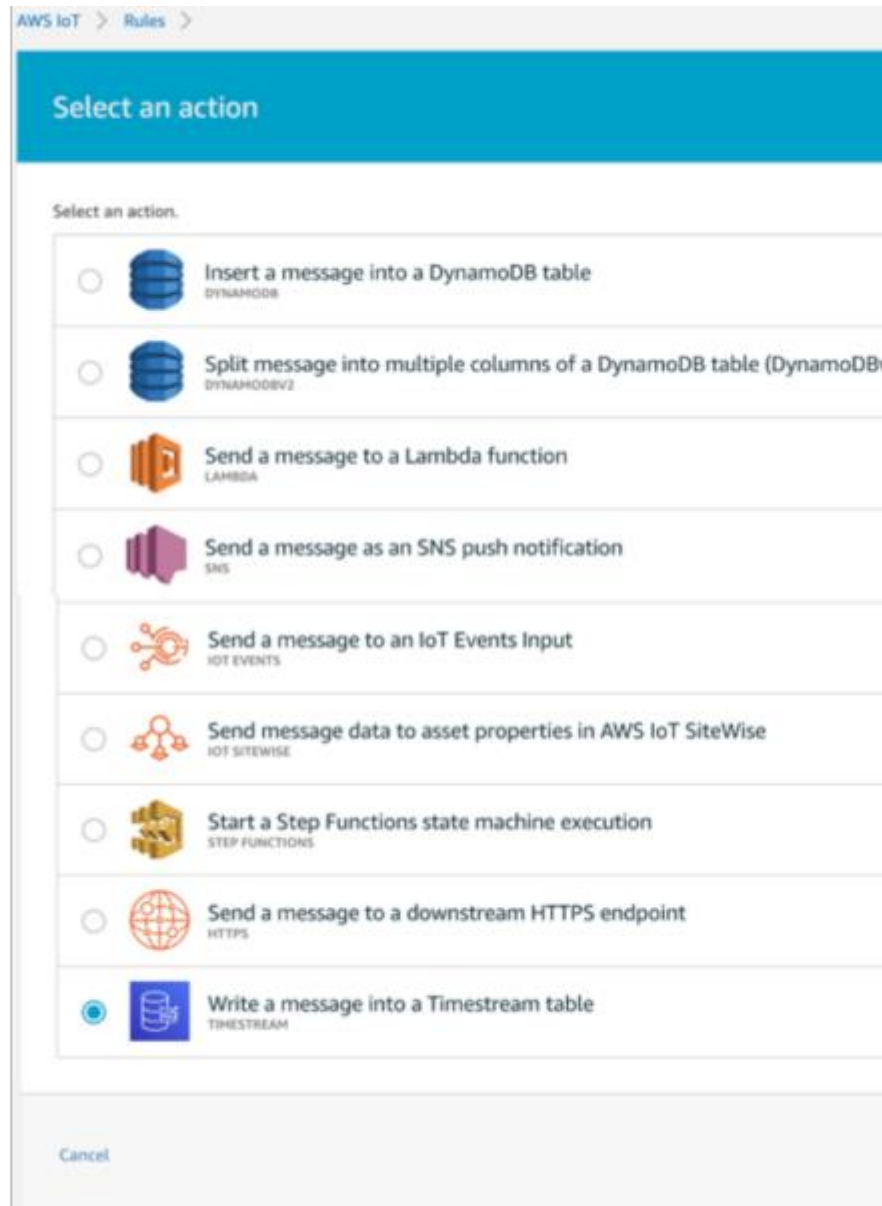 AWS IoT > Rules >
Select an action
Select an action.
Insert a message into a DynamoDB table
DYNAMODB
Split message into multiple columns of a DynamoDB table (DynamoDBv
DYNAMODBV2
Send a message to a Lambda function
LAMBDA
Send a message as an SNS push notification
SNS
Send a message to an IoT Events Input
IOT EVENTS
Send message data to asset properties in AWS IoT SiteWise
IOT SITEWISE
Start a Step Functions state machine execution
STEP FUNCTIONS
Send a message to a downstream HTTPS endpoint
HTTPS
Write a message into a Timestream table
TIMESTREAM
Cancel